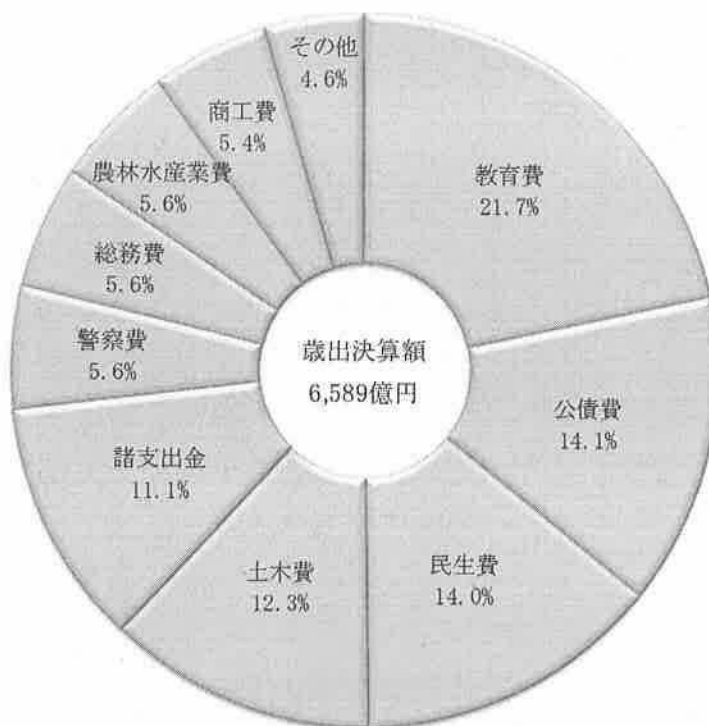 教育費
21.7%
公債費
14.1%
民生費
14.0%
土木費
12.3%
諸支出金
11.1%
警察費
5.6%
総務費
5.6%
農林水産業費
5.6%
商工費
5.4%
その他
4.6%
歳出決算額
6,589億円